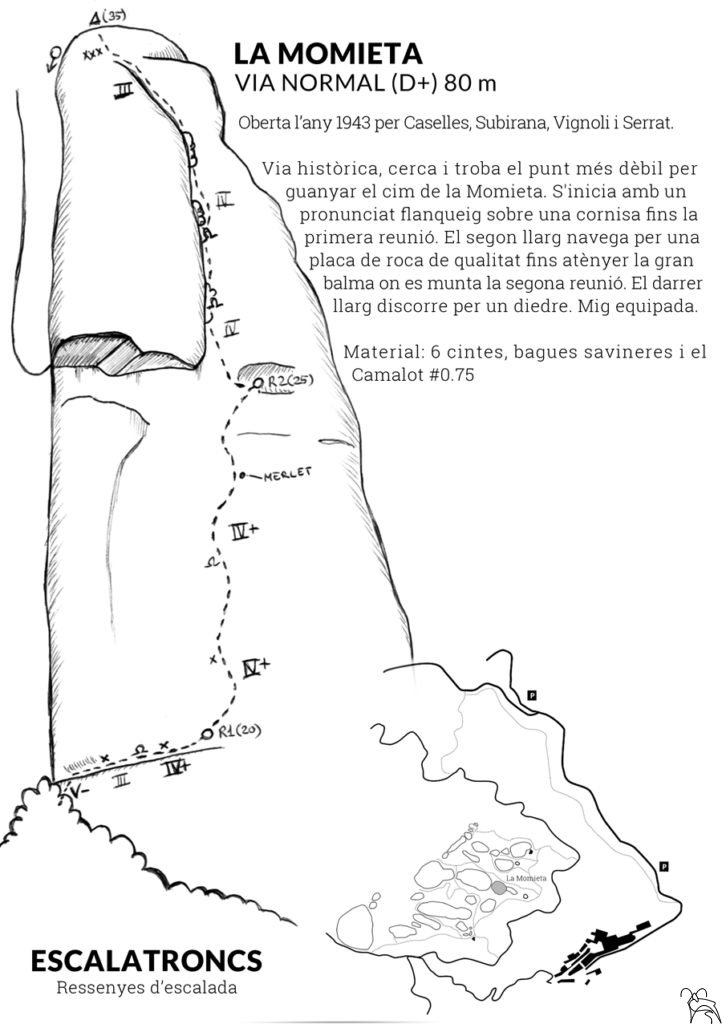 Δ(35)
xxx
LA MOMIETA
VIA NORMAL (D+) 80 m
III
Oberta l'any 1943 per Caselles, Subirana, Vignoli i Serrat.
Via històrica, cerca i troba el punt més dèbil per
guanyar el cim de la Momieta. S'inicia amb un
pronunciat flanqueig sobre una cornisa fins la
primera reunió. El segon llarg navega per una
placa de roca de qualitat fins atènyer la gran
balma on es munta la segona reunió. El darrer
llarg discorre per un diedre. Mig equipada.
IV
IV
Material: 6 cintes, bagues savineres i el
Camalot #0.75
R2(25)
MERLET
IV+
x
IV+
R1(20)
x
x
III
IV+
V-
P
P
La Momieta
ESCALATRONCS
Ressenyes d'escalada